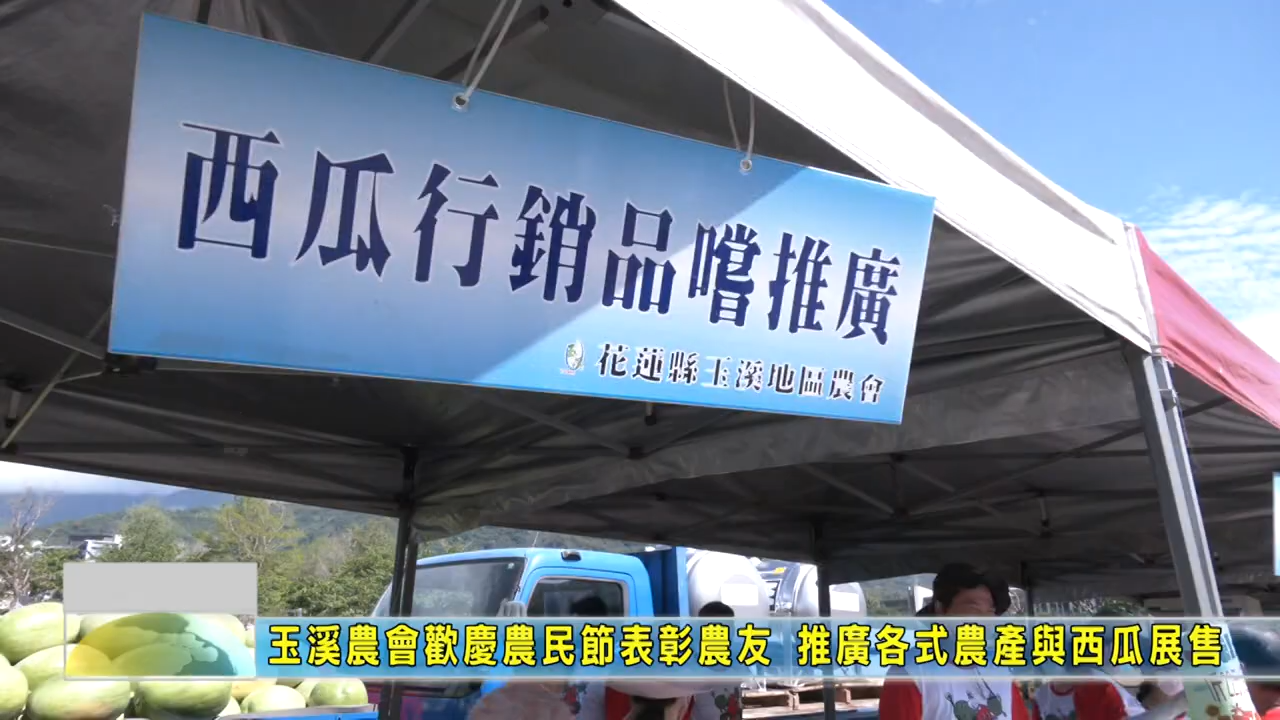 西瓜行銷品嚐推廣
花蓮縣玉溪地區農會
玉溪農會歡慶農民節表彰農友 推廣各式農產與西瓜展售